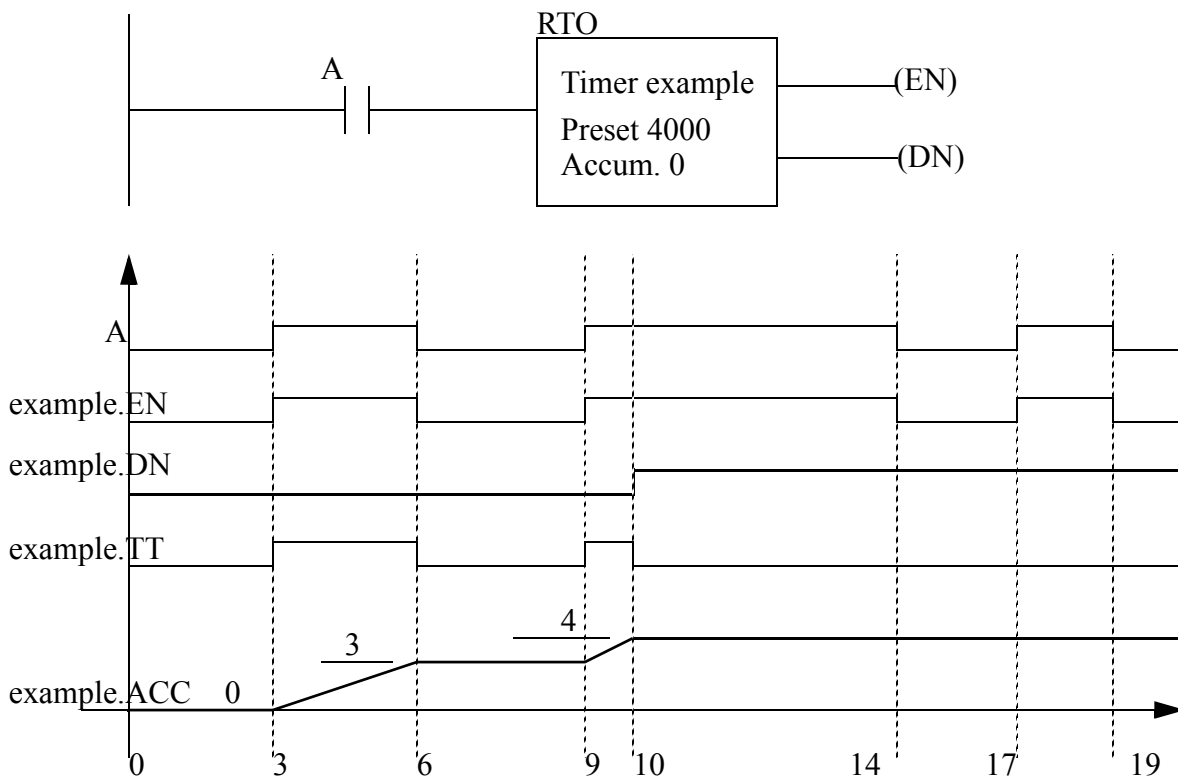 RTO
A
Timer example
(EN)
Preset 4000
Accum. 0
(DN)
A
example.EN
example.DN
example.TT
4
3
example.ACC 0
0 3 6 9 10 14 17 19